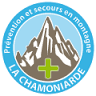 Prévention et secours en montagne
LA CHAMONIARDE